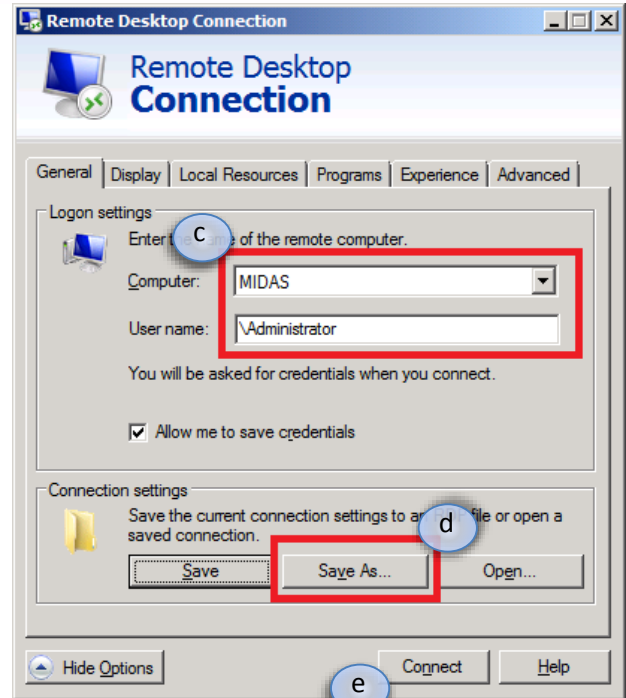 Remote Desktop Connection
Remote Desktop
Connection
General Display Local Resources Programs Experience Advanced
Logon settings
c
Enter of the remote computer.
Computer: MIDAS
User name: \Administrator
You will be asked for credentials when you connect.
Allow me to save credentials
Connection settings
Save the current connection settings to an file or open a
d
saved connection.
Save Save As... Open...
Hide Options Connect Help
e